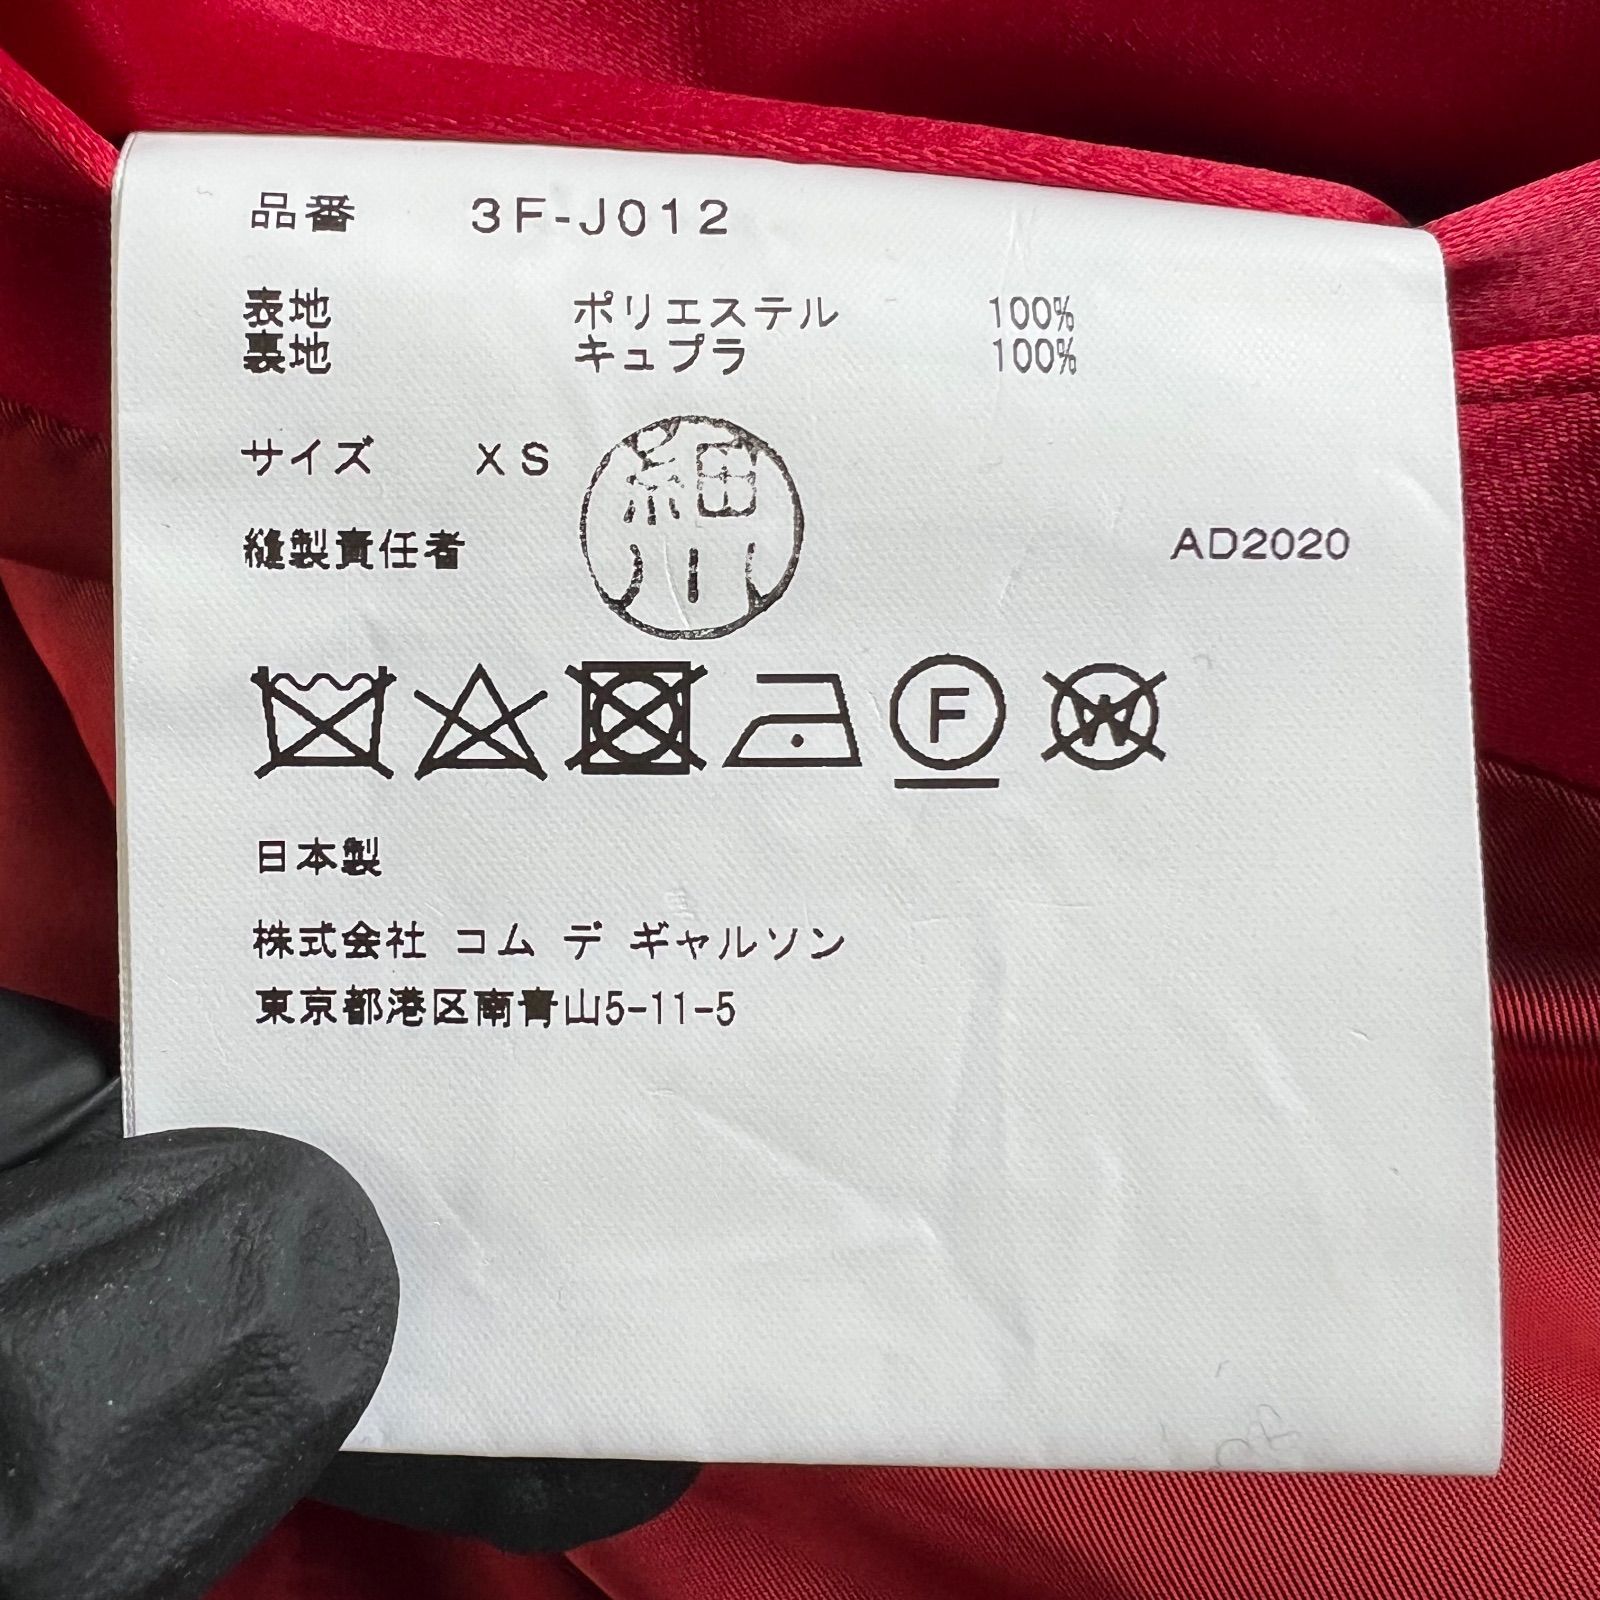 品番 3F-J012
表地 ポリエステル 100%
裏地 キュプラ 100%
サイズ XS
細川
縫製責任者 AD2020
F W
日本製
株式会社 コム デ ギャルソン
東京都港区南青山5-11-5